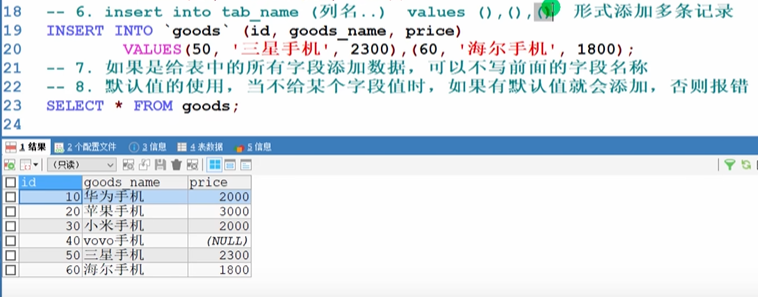 18 -- 6. insert into tab_name (列名..) values (),(),() 形式添加多条记录
19 INSERT INTO `goods` (id, goods_name, price)
20 VALUES(50, '三星手机', 2300),(60, '海尔手机', 1800);
21 -- 7. 如果是给表中的所有字段添加数据，可以不写前面的字段名称
22 -- 8. 默认值的使用，当不给某个字段值时，如果有默认值就会添加，否则报错
23 SELECT * FROM goods;
24
1 结果 2 个配置文件 3 信息 4 表数据 5 信息
(只读)
id goods_name price
10 华为手机 2000
20 苹果手机 3000
30 小米手机 2000
40 vovo手机 (NULL)
50 三星手机 2300
60 海尔手机 1800